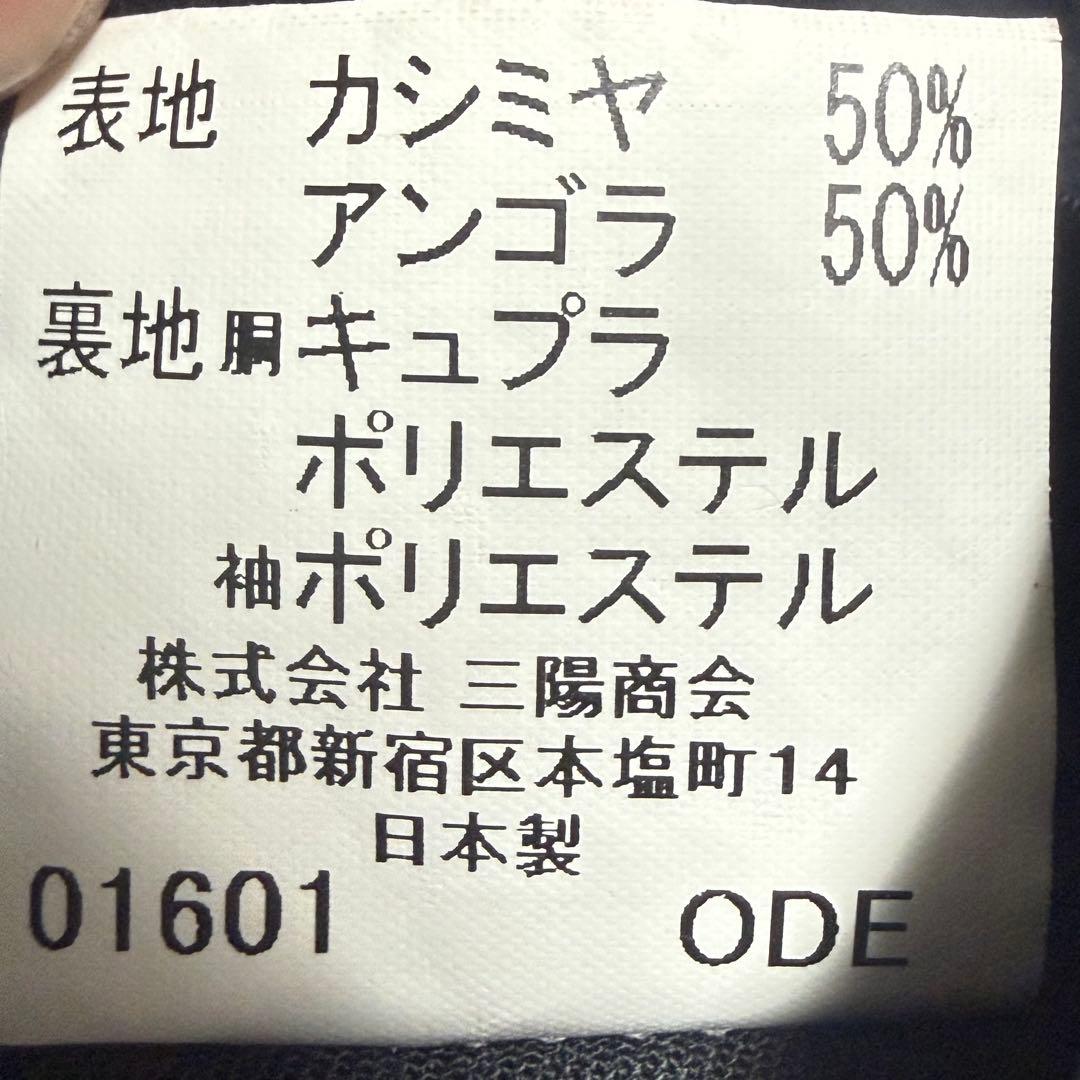 表地 カシミヤ 50%
アンゴラ 50%
裏地 胴 キュプラ
ポリエステル
袖 ポリエステル
株式会社 三陽商会
東京都新宿区本塩町14
日本製
01601 ODE